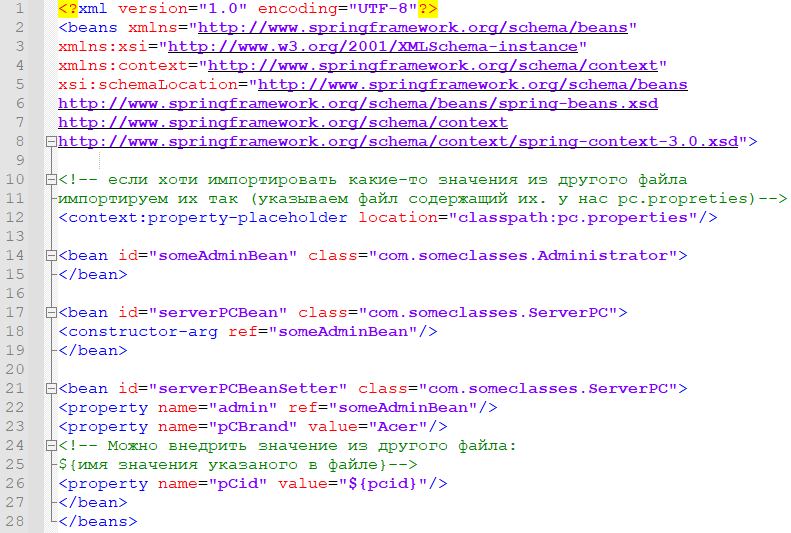 1 <?xml version="1.0" encoding="UTF-8"?>
2 <beans xmlns="http://www.springframework.org/schema/beans"
3 xmlns:xsi="http://www.w3.org/2001/XMLSchema-instance"
4 xmlns:context="http://www.springframework.org/schema/context"
5 xsi:schemaLocation="http://www.springframework.org/schema/beans
6 http://www.springframework.org/schema/beans/spring-beans.xsd
7 http://www.springframework.org/schema/context
8 http://www.springframework.org/schema/context/spring-context-3.0.xsd">
9
10 <!-- если хоти импортировать какие-то значения из другого файла
11 импортируем их так (указываем файл содержащий их. у нас pc.propreties)-->
12 <context:property-placeholder location="classpath:pc.properties"/>
13
14 <bean id="someAdminBean" class="com.someclasses.Administrator">
15 </bean>
16
17 <bean id="serverPCBean" class="com.someclasses.ServerPC">
18 <constructor-arg ref="someAdminBean"/>
19 </bean>
20
21 <bean id="serverPCBeanSetter" class="com.someclasses.ServerPC">
22 <property name="admin" ref="someAdminBean"/>
23 <property name="pCBrand" value="Acer"/>
24 <!-- Можно внедрить значение из другого файла:
25 ${имя значения указаного в файле}-->
26 <property name="pCid" value="${pcid}"/>
27 </bean>
28 </beans>